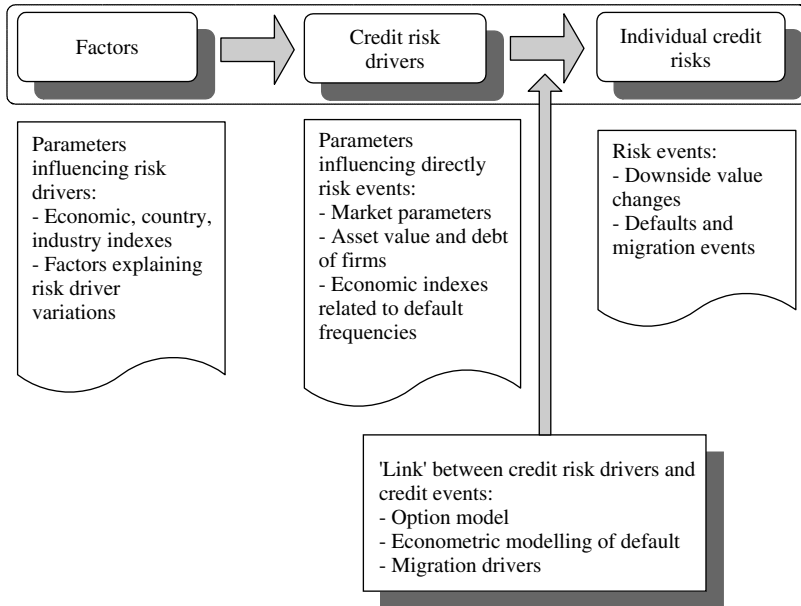 Factors
Credit risk
drivers
Individual credit
risks
Parameters
influencing risk
drivers:
- Economic, country,
industry indexes
- Factors explaining
risk driver
variations
Parameters
influencing directly
risk events:
- Market parameters
- Asset value and debt
of firms
- Economic indexes
related to default
frequencies
Risk events:
- Downside value
changes
- Defaults and
migration events
'Link' between credit risk drivers and
credit events:
- Option model
- Econometric modelling of default
- Migration drivers